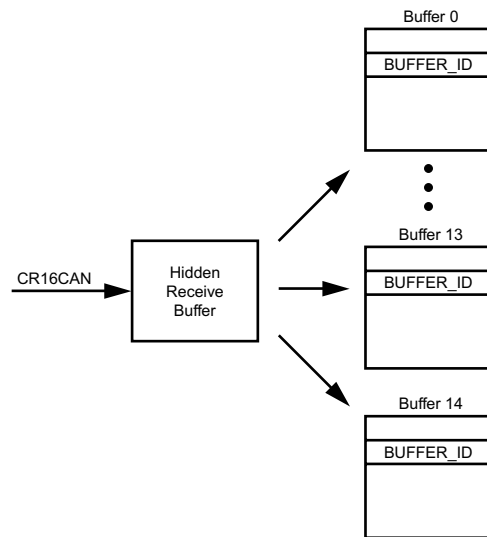 Buffer 0
BUFFER_ID
Buffer 13
BUFFER_ID
CR16CAN
Hidden
Receive
Buffer
Buffer 14
BUFFER_ID